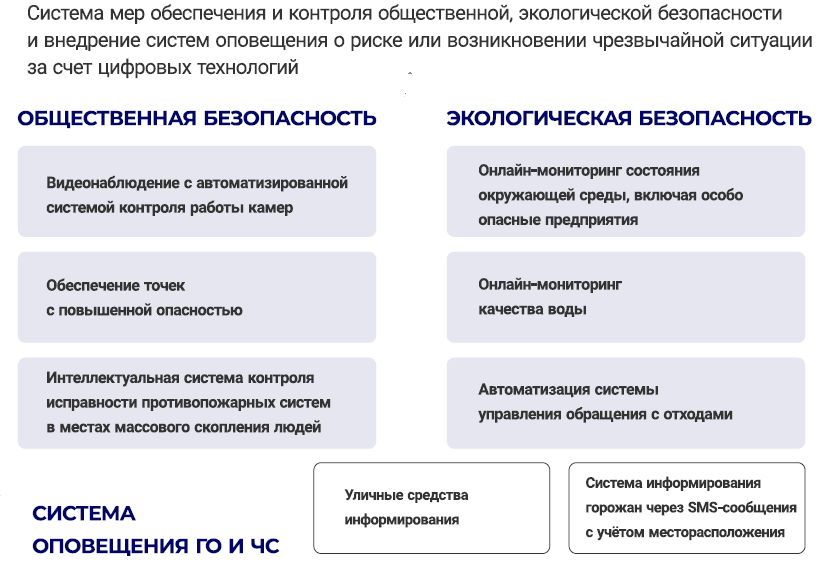 Система мер обеспечения и контроля общественной, экологической безопасности
и внедрение систем оповещения о риске или возникновении чрезвычайной ситуации
за счет цифровых технологий
ОБЩЕСТВЕННАЯ БЕЗОПАСНОСТЬ
Видеонаблюдение с автоматизированной
системой контроля работы камер
Обеспечение точек
с повышенной опасностью
Интеллектуальная система контроля
исправности противопожарных систем
в местах массового скопления людей
ЭКОЛОГИЧЕСКАЯ БЕЗОПАСНОСТЬ
Онлайн-мониторинг состояния
окружающей среды, включая особо
опасные предприятия
Онлайн-мониторинг
качества воды
Автоматизация системы
управления обращения с отходами
СИСТЕМА
ОПОВЕЩЕНИЯ ГО И ЧС
Уличные средства
информирования
Система информирования
горожан через SMS-сообщения
с учётом месторасположения